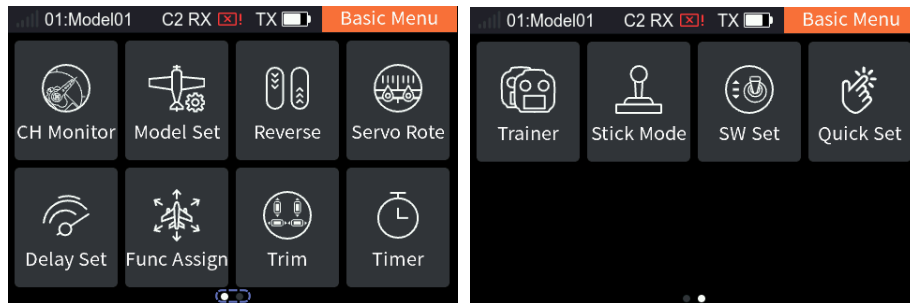 01:Model01 C2 RX ! TX Basic Menu
CH Monitor Model Set Reverse Servo Rote
Delay Set Func Assign Trim Timer
01:Model01 C2 RX ! TX Basic Menu
Trainer Stick Mode SW Set Quick Set